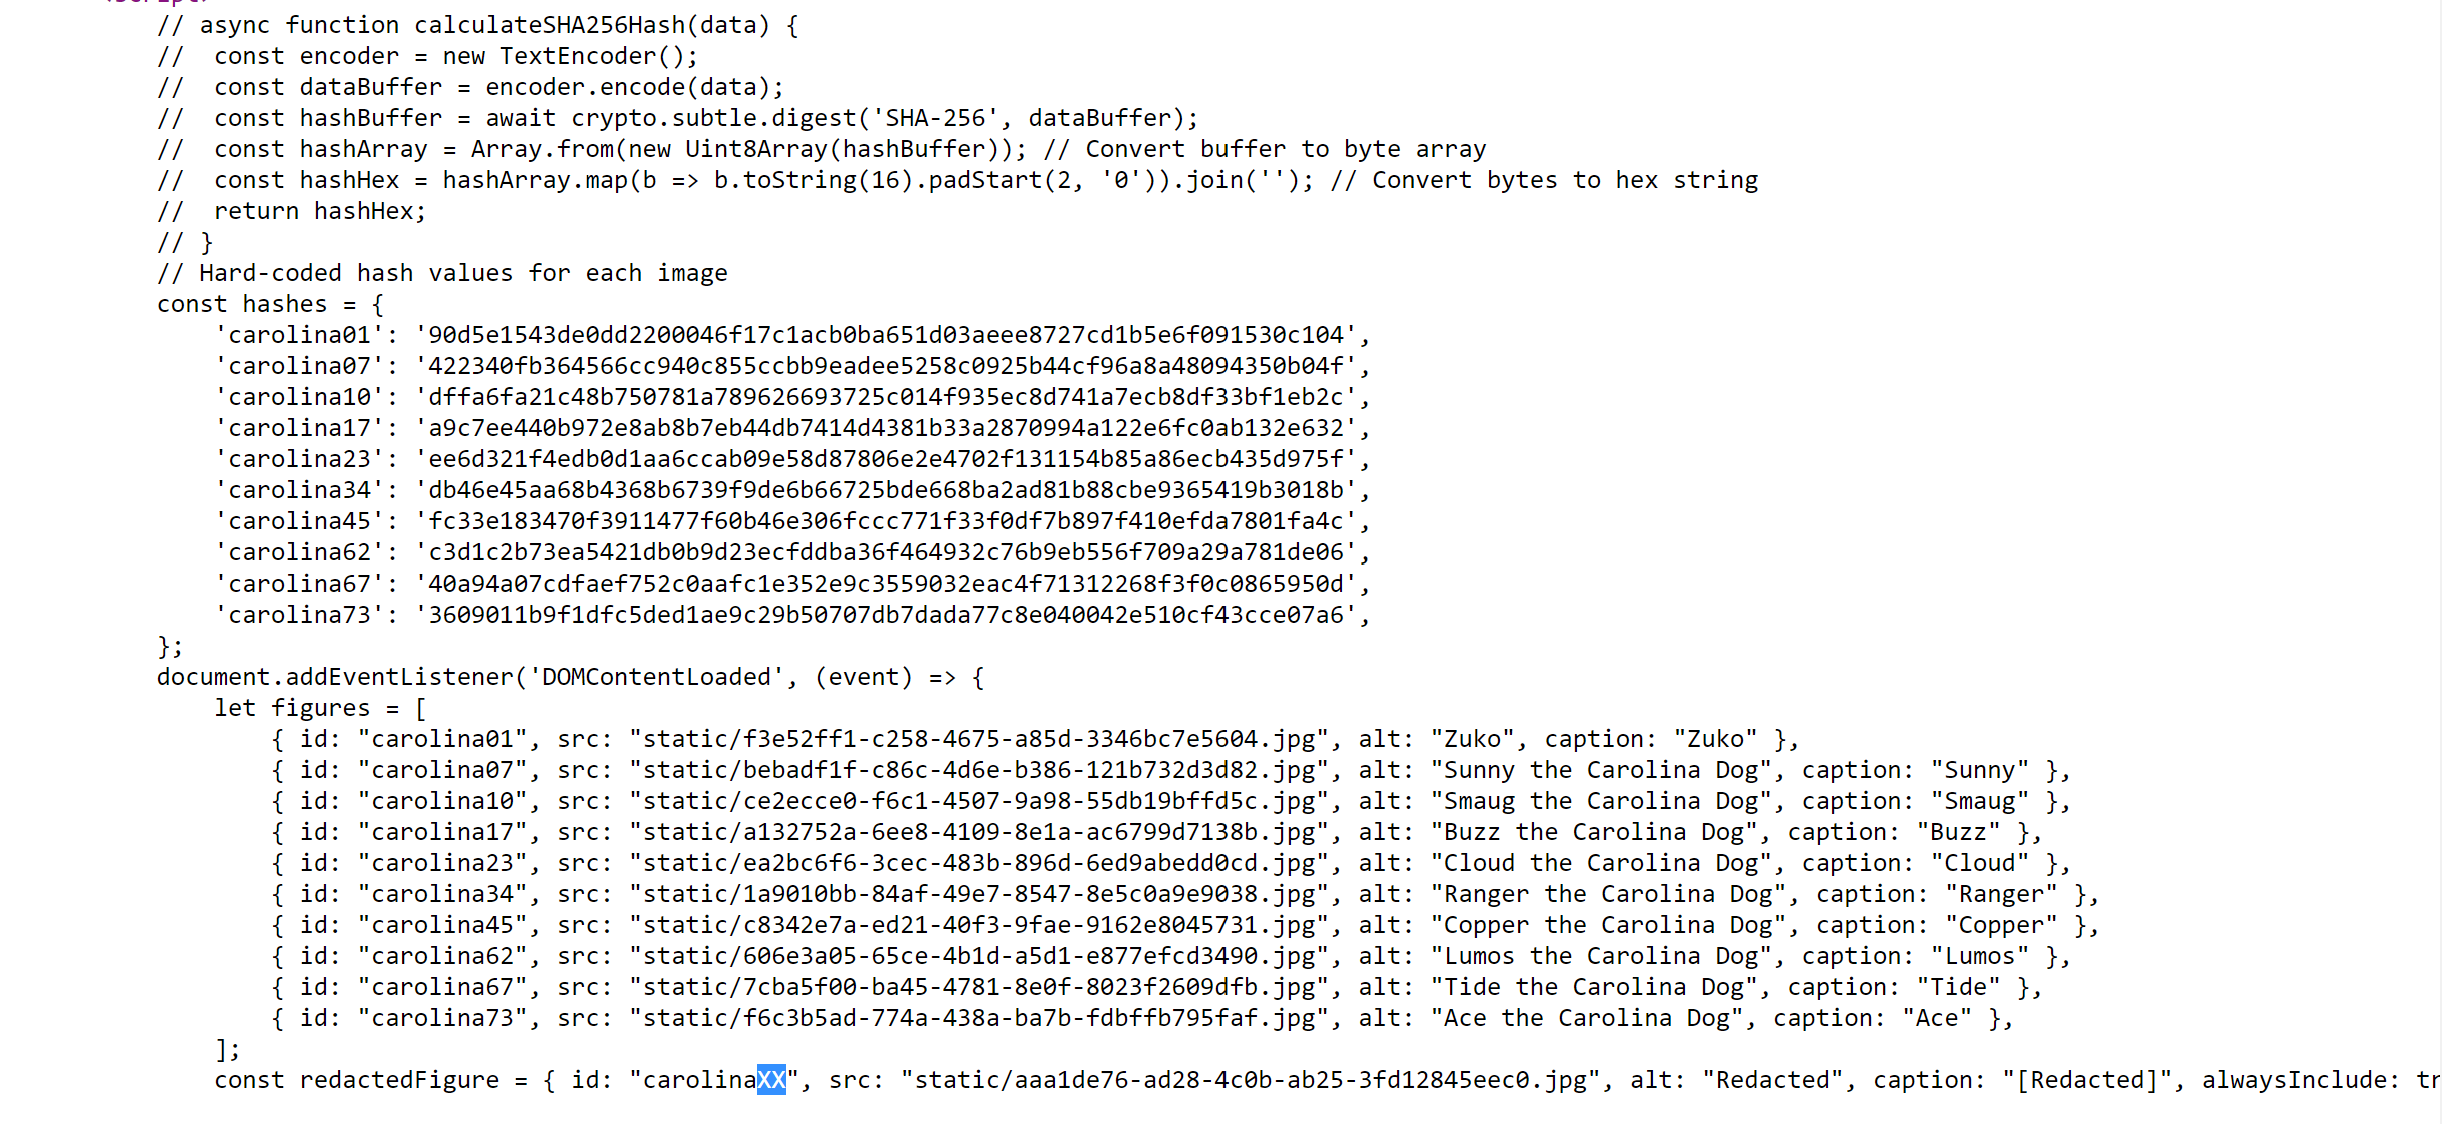 // async function calculateSHA256Hash(data) {
//  const encoder = new TextEncoder();
//  const dataBuffer = encoder.encode(data);
//  const hashBuffer = await crypto.subtle.digest('SHA-256', dataBuffer);
//  const hashArray = Array.from(new Uint8Array(hashBuffer)); // Convert buffer to byte array
//  const hashHex = hashArray.map(b => b.toString(16).padStart(2, '0')).join(''); // Convert bytes to hex string
//  return hashHex;
// }
// Hard-coded hash values for each image
const hashes = {
    'carolina01': '90d5e1543de0dd2200046f17c1acb0ba651d03aeee8727cd1b5e6f091530c104',
    'carolina07': '422340fb364566cc940c855ccbb9eadee5258c0925b44cf96a8a48094350b04f',
    'carolina10': 'dffa6fa21c48b750781a789626693725c014f935ec8d741a7ecb8df33bf1eb2c',
    'carolina17': 'a9c7ee440b972e8ab8b7eb44db7414d4381b33a2870994a122e6fc0ab132e632',
    'carolina23': 'ee6d321f4edb0d1aa6ccab09e58d87806e2e4702f131154b85a86ecb435d975f',
    'carolina34': 'db46e45aa68b4368b6739f9de6b66725bde668ba2ad81b88cbe9365419b3018b',
    'carolina45': 'fc33e183470f3911477f60b46e306fccc771f33f0df7b897f410efda7801fa4c',
    'carolina62': 'c3d1c2b73ea5421db0b9d23ecfddba36f464932c76b9eb556f709a29a781de06',
    'carolina67': '40a94a07cdfaef752c0aafc1e352e9c3559032eac4f71312268f3f0c0865950d',
    'carolina73': '3609011b9f1dfc5ded1ae9c29b50707db7dada77c8e040042e510cf43cce07a6',
};
document.addEventListener('DOMContentLoaded', (event) => {
    let figures = [
        { id: "carolina01", src: "static/f3e52ff1-c258-4675-a85d-3346bc7e5604.jpg", alt: "Zuko", caption: "Zuko" },
        { id: "carolina07", src: "static/bebadf1f-c86c-4d6e-b386-121b732d3d82.jpg", alt: "Sunny the Carolina Dog", caption: "Sunny" },
        { id: "carolina10", src: "static/ce2ecce0-f6c1-4507-9a98-55db19bffd5c.jpg", alt: "Smaug the Carolina Dog", caption: "Smaug" },
        { id: "carolina17", src: "static/a132752a-6ee8-4109-8e1a-ac6799d7138b.jpg", alt: "Buzz the Carolina Dog", caption: "Buzz" },
        { id: "carolina23", src: "static/ea2bc6f6-3cec-483b-896d-6ed9abedd0cd.jpg", alt: "Cloud the Carolina Dog", caption: "Cloud" },
        { id: "carolina34", src: "static/1a9010bb-84af-49e7-8547-8e5c0a9e9038.jpg", alt: "Ranger the Carolina Dog", caption: "Ranger" },
        { id: "carolina45", src: "static/c8342e7a-ed21-40f3-9fae-9162e8045731.jpg", alt: "Copper the Carolina Dog", caption: "Copper" },
        { id: "carolina62", src: "static/606e3a05-65ce-4b1d-a5d1-e877efcd3490.jpg", alt: "Lumos the Carolina Dog", caption: "Lumos" },
        { id: "carolina67", src: "static/7cba5f00-ba45-4781-8e0f-8023f2609dfb.jpg", alt: "Tide the Carolina Dog", caption: "Tide" },
        { id: "carolina73", src: "static/f6c3b5ad-774a-438a-ba7b-fdbffb795faf.jpg", alt: "Ace the Carolina Dog", caption: "Ace" },
    ];
    const redactedFigure = { id: "carolinaXX", src: "static/aaa1de76-ad28-4c0b-ab25-3fd12845eec0.jpg", alt: "Redacted", caption: "[Redacted]", alwaysInclude: